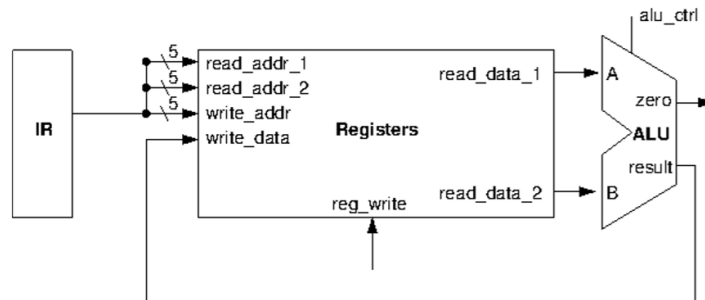 alu_ctrl
5
read_addr_1
5
read_addr_2
5
write_addr
write_data
IR
Registers
read_data_1
read_data_2
reg_write
A
zero
ALU
result
B